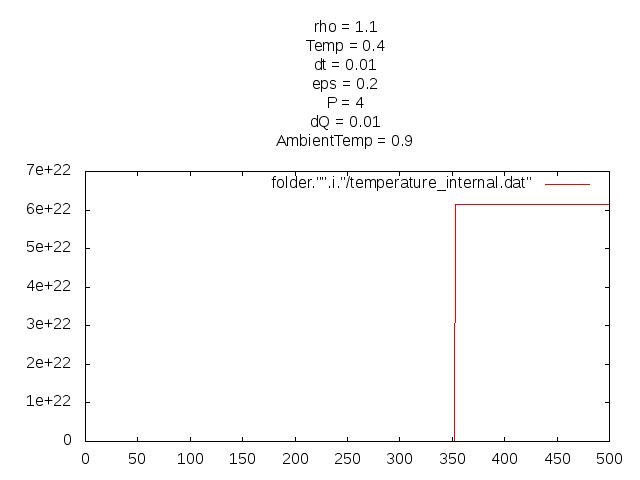 rho = 1.1
Temp = 0.4
dt = 0.01
eps = 0.2
P = 4
dQ = 0.01
AmbientTemp = 0.9
7e+22
folder."".i."/temperature_internal.dat"
6e+22
5e+22
4e+22
3e+22
2e+22
1e+22
0
0 50 100 150 200 250 300 350 400 450 500